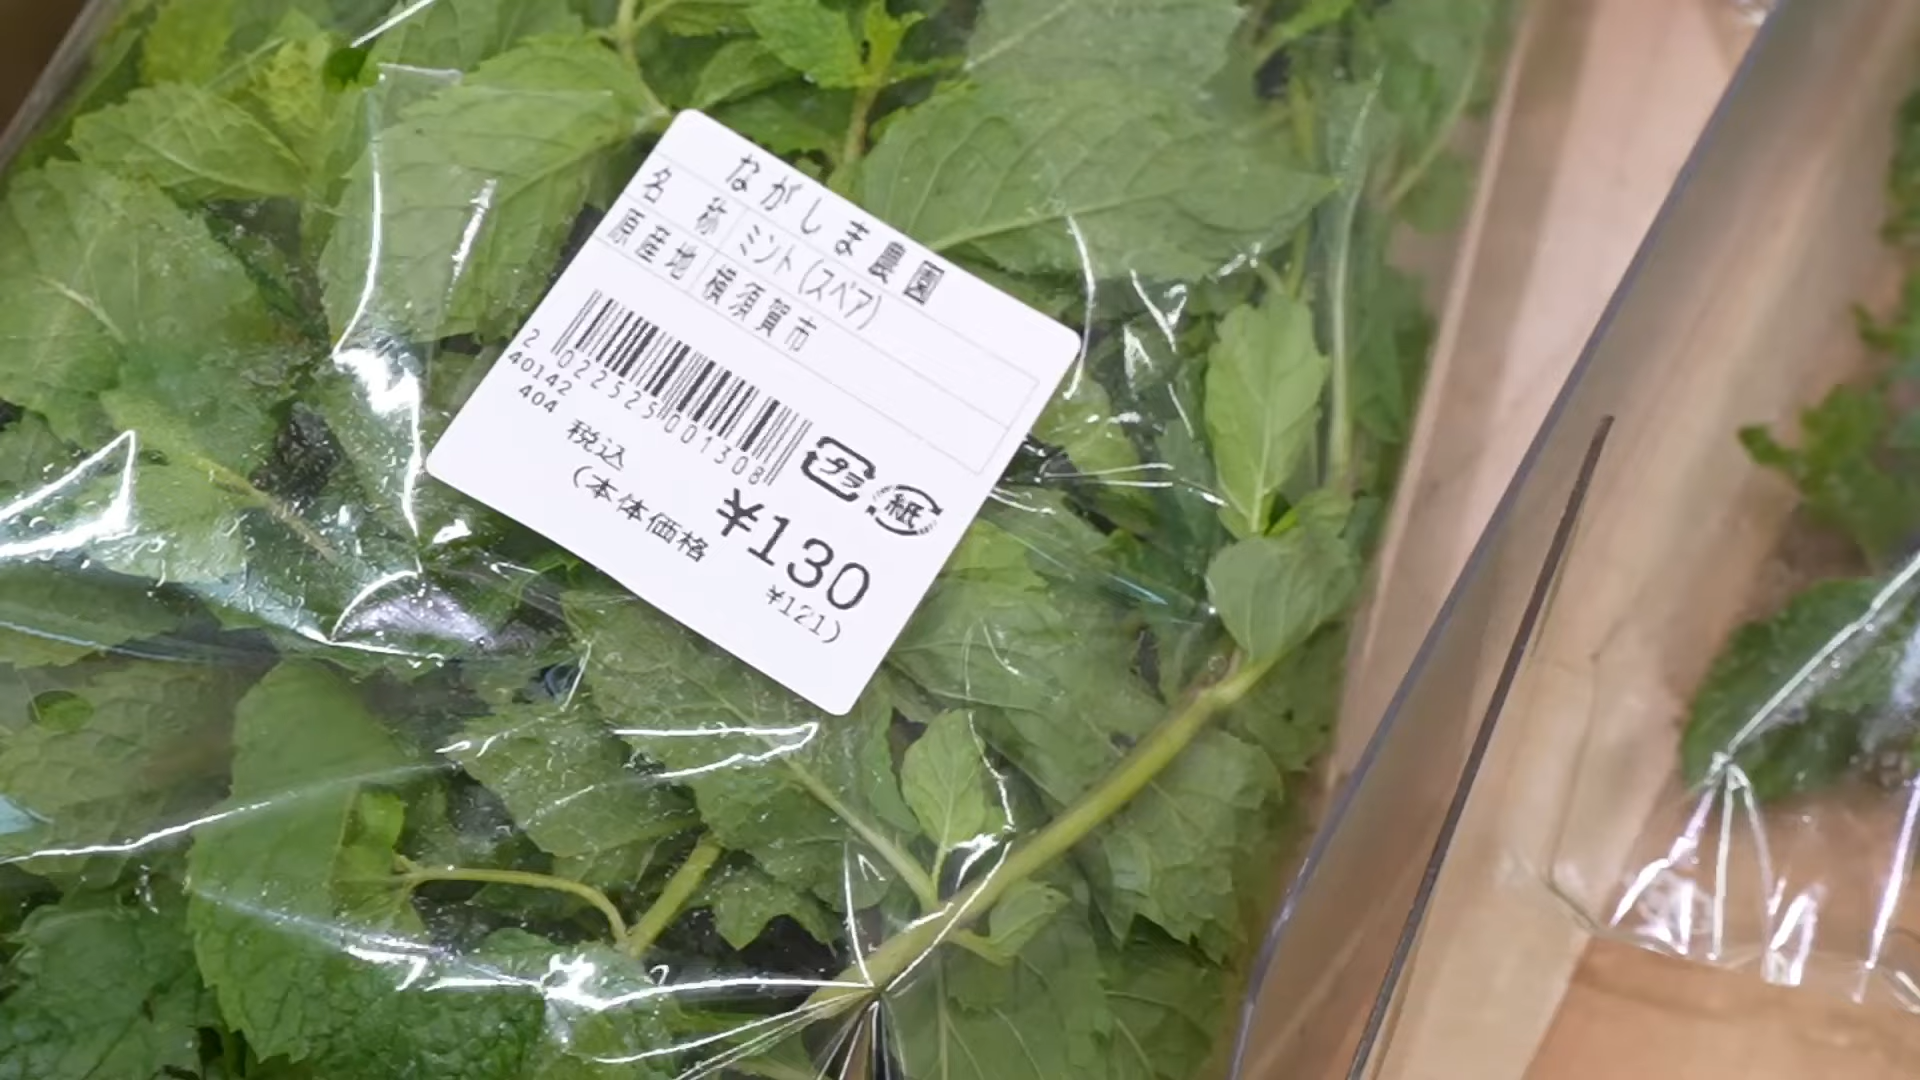 ながしま農園
名 称 ミント(スペア)
原産地 横須賀市
2 022525 001308
40142
404
プラ 紙
税込 ¥130
(本体価格 ¥121)